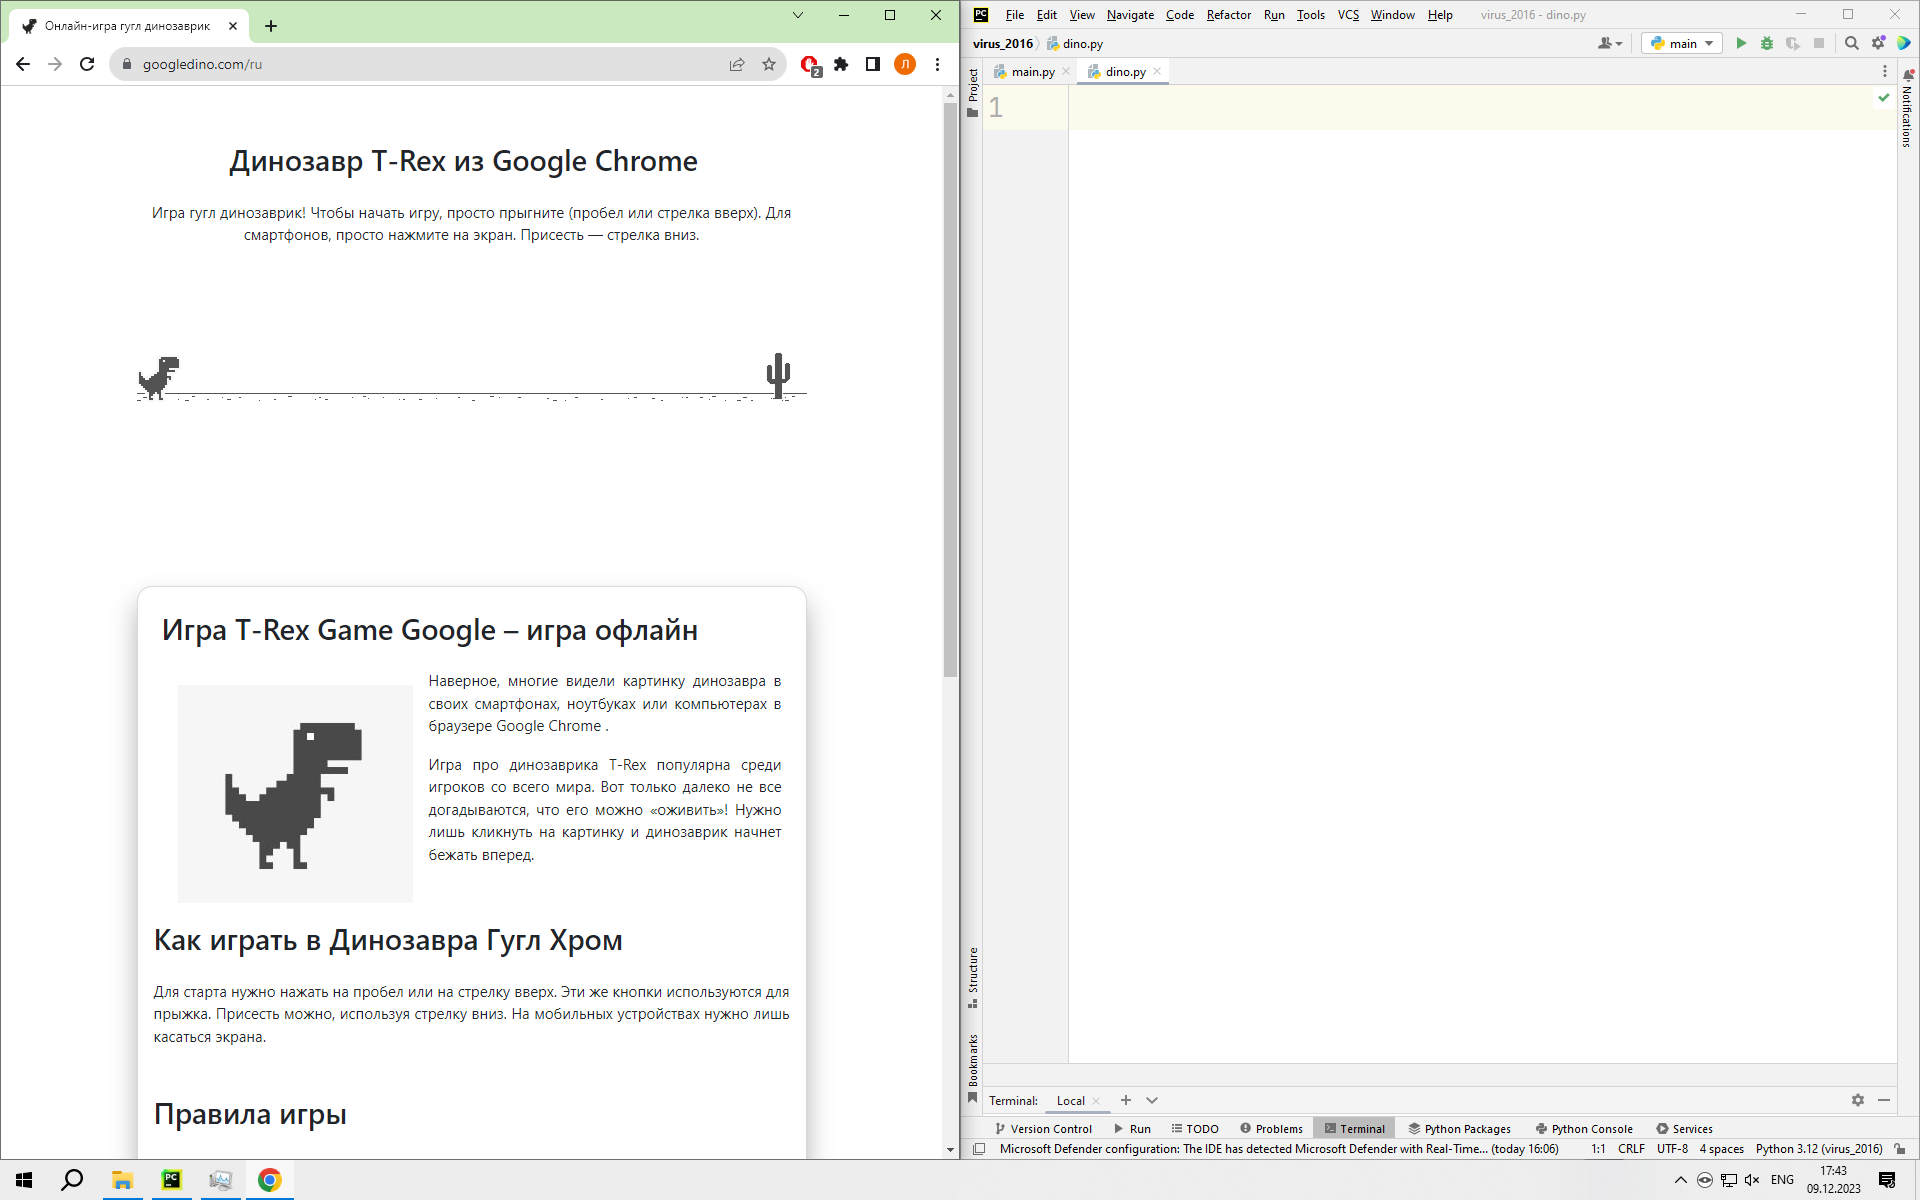 Онлайн-игра гугл динозаврик
googledino.com/ru
2
Л
Динозавр T-Rex из Google Chrome
Игра гугл динозаврик! Чтобы начать игру, просто прыгните (пробел или стрелка вверх). Для
смартфонов, просто нажмите на экран. Присесть — стрелка вниз.
Игра T-Rex Game Google – игра офлайн
Наверное, многие видели картинку динозавра в
своих смартфонах, ноутбуках или компьютерах в
браузере Google Chrome .
Игра про динозаврика T-Rex популярна среди
игроков со всего мира. Вот только далеко не все
догадываются, что его можно «оживить»! Нужно
лишь кликнуть на картинку и динозаврик начнет
бежать вперед.
Как играть в Динозавра Гугл Хром
Для старта нужно нажать на пробел или на стрелку вверх. Эти же кнопки используются для
прыжка. Присесть можно, используя стрелку вниз. На мобильных устройствах нужно лишь
касаться экрана.
Правила игры
PC File Edit View Navigate Code Refactor Run Tools VCS Window Help virus_2016 - dino.py
virus_2016 dino.py main
main.py dino.py
Project
1
Notifications
Structure
Bookmarks
Terminal: Local
Version Control Run TODO Problems Terminal Python Packages Python Console Services
Microsoft Defender configuration: The IDE has detected Microsoft Defender with Real-Time... (today 16:06) 1:1 CRLF UTF-8 4 spaces Python 3.12 (virus_2016)
PC
ENG
17:43
09.12.2023